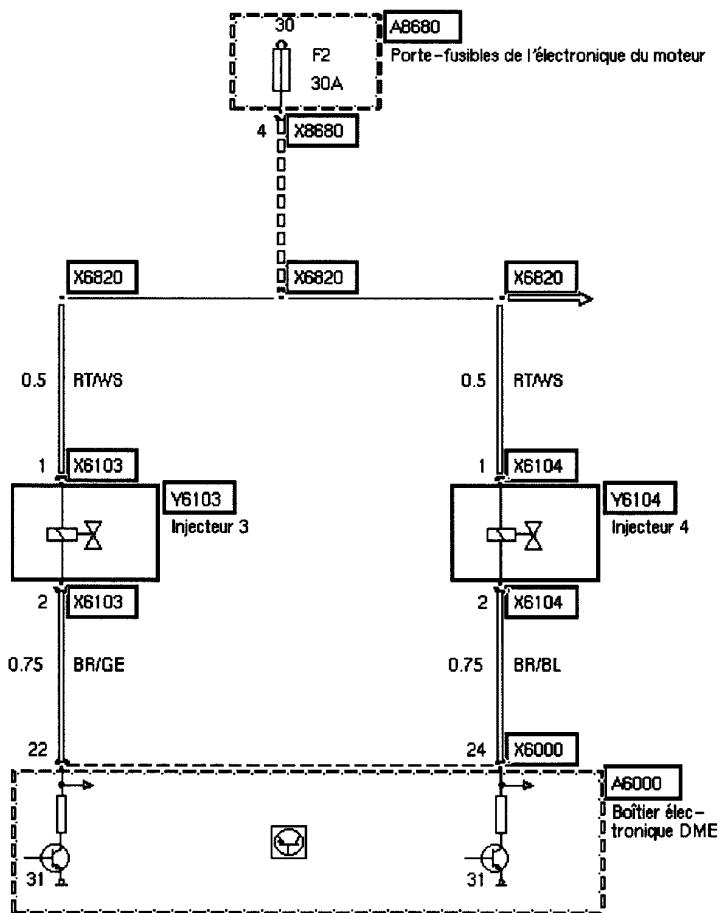 30
A8680
F2
30A
Porte-fusibles de l'électronique du moteur
4 X8680
X6820 X6820 X6820
0.5 RT/WS 0.5 RT/WS
1 X6103 1 X6104
Y6103 Y6104
Injecteur 3 Injecteur 4
2 X6103 2 X6104
0.75 BR/GE 0.75 BR/BL
22 24 X6000
A6000
Boîtier élec-
tronique DME
31 31